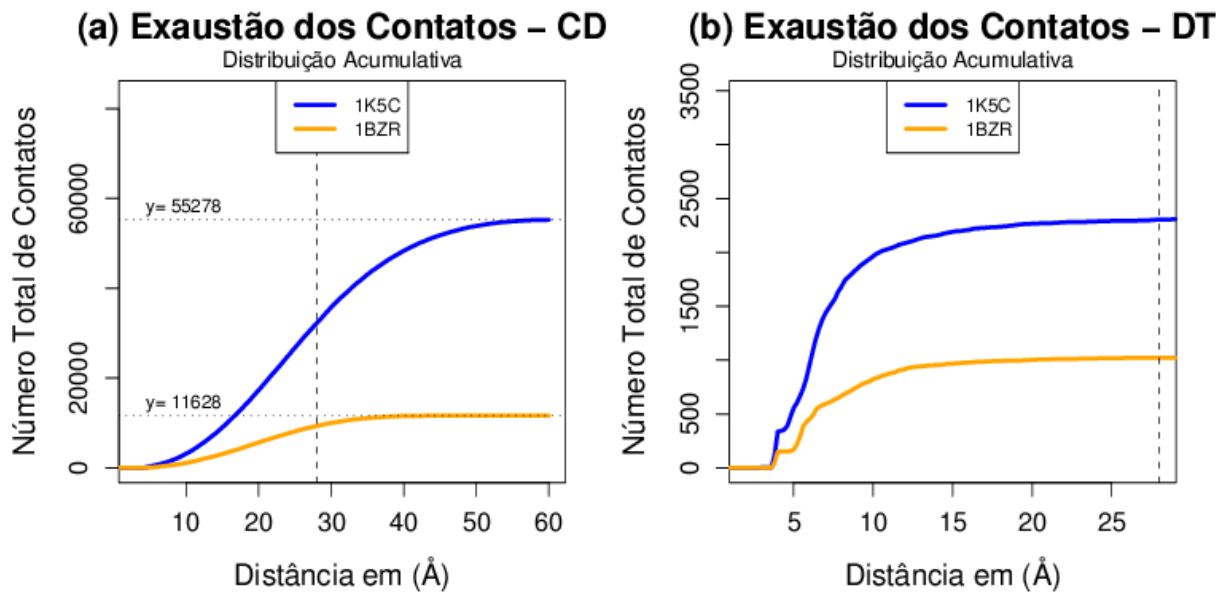 (a) Exaustão dos Contatos – CD
Distribuição Acumulativa
1K5C
1BZR
y= 55278
y= 11628
0
20000
60000
Número Total de Contatos
10 20 30 40 50 60
Distância em (Å)
(b) Exaustão dos Contatos – DT
Distribuição Acumulativa
1K5C
1BZR
0
500
1500
2500
3500
Número Total de Contatos
5 10 15 20 25
Distância em (Å)